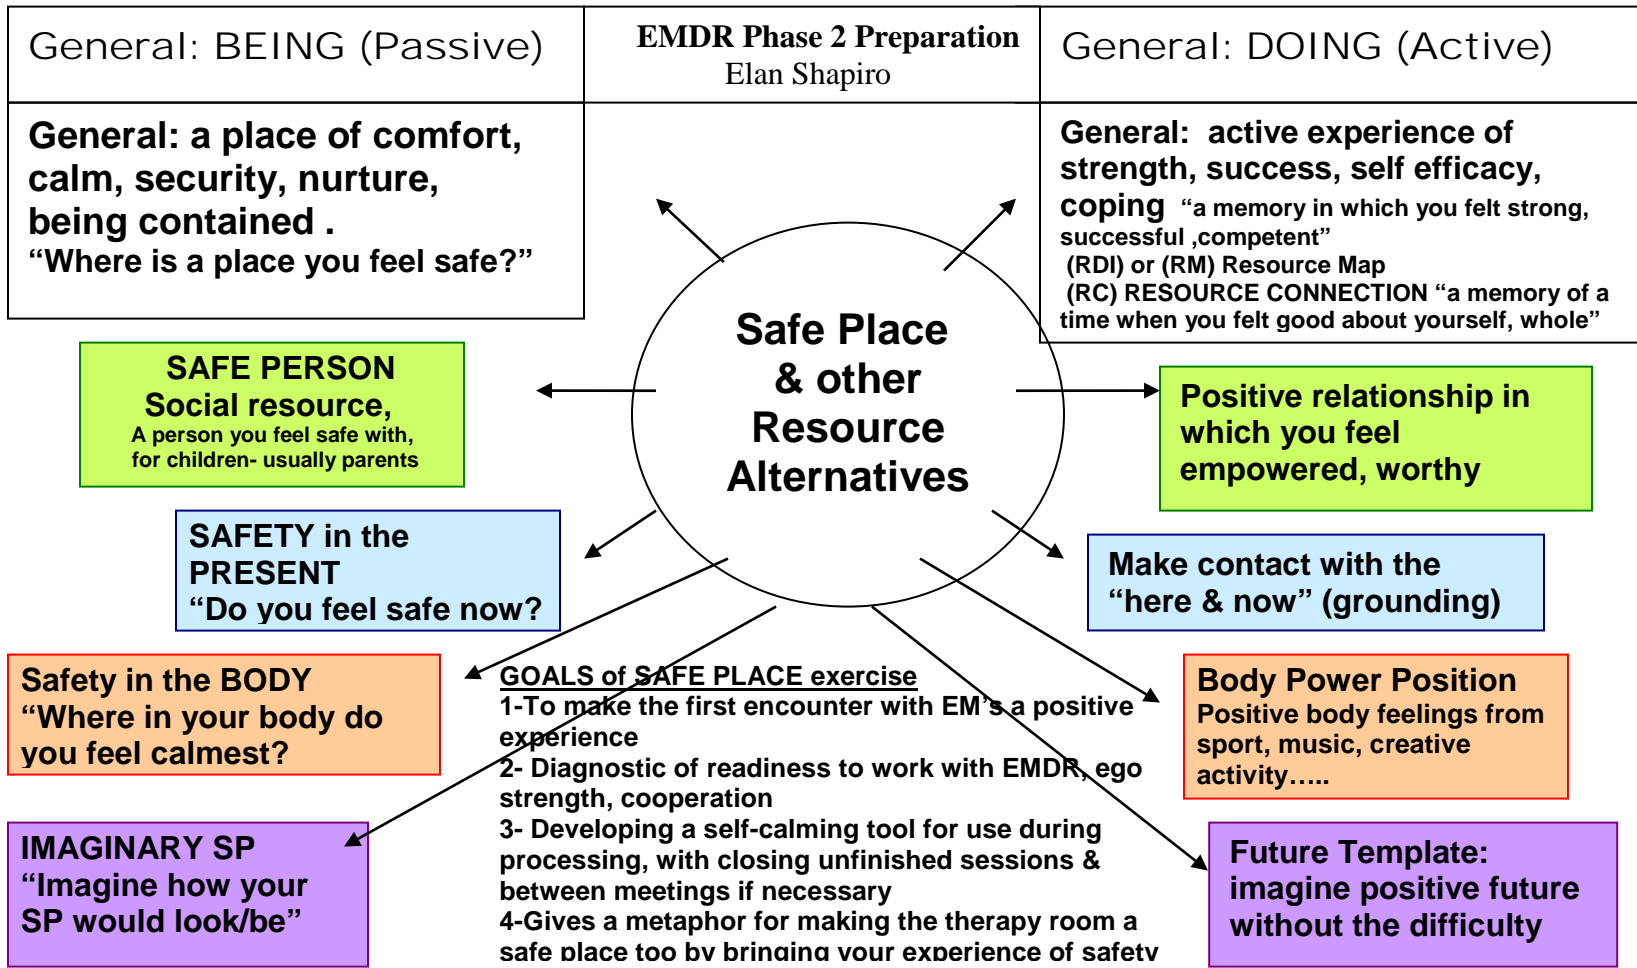 General: BEING (Passive)
EMDR Phase 2 Preparation
Elan Shapiro
General: DOING (Active)
General: a place of comfort,
calm, security, nurture,
being contained .
“Where is a place you feel safe?”
General:  active experience of
strength, success, self efficacy,
coping  “a memory in which you felt strong,
successful ,competent”
(RDI) or (RM) Resource Map
(RC) RESOURCE CONNECTION “a memory of a
time when you felt good about yourself, whole”
Safe Place
& other
Resource
Alternatives
SAFE PERSON
Social resource,
A person you feel safe with,
for children- usually parents
Positive relationship in
which you feel
empowered, worthy
SAFETY in the
PRESENT
“Do you feel safe now?
Make contact with the
“here & now” (grounding)
Safety in the BODY
“Where in your body do
you feel calmest?
Body Power Position
Positive body feelings from
sport, music, creative
activity…..
IMAGINARY SP
“Imagine how your
SP would look/be”
GOALS of SAFE PLACE exercise
1-To make the first encounter with EM’s a positive
experience
2- Diagnostic of readiness to work with EMDR, ego
strength, cooperation
3- Developing a self-calming tool for use during
processing, with closing unfinished sessions &
between meetings if necessary
4-Gives a metaphor for making the therapy room a
safe place too by bringing your experience of safety
Future Template:
imagine positive future
without the difficulty